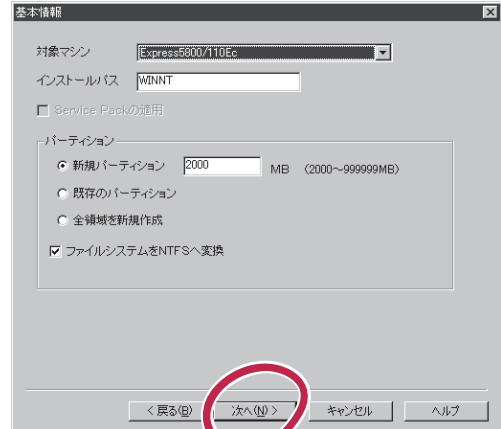 基本情報
対象マシン Express5800/110Ec
インストールパス WINNT
Service Packの適用
パーティション
新規パーティション 2000 MB (2000～999999MB)
既存のパーティション
全領域を新規作成
ファイルシステムをNTFSへ変換
< 戻る(B) 次へ(N) > キャンセル ヘルプ